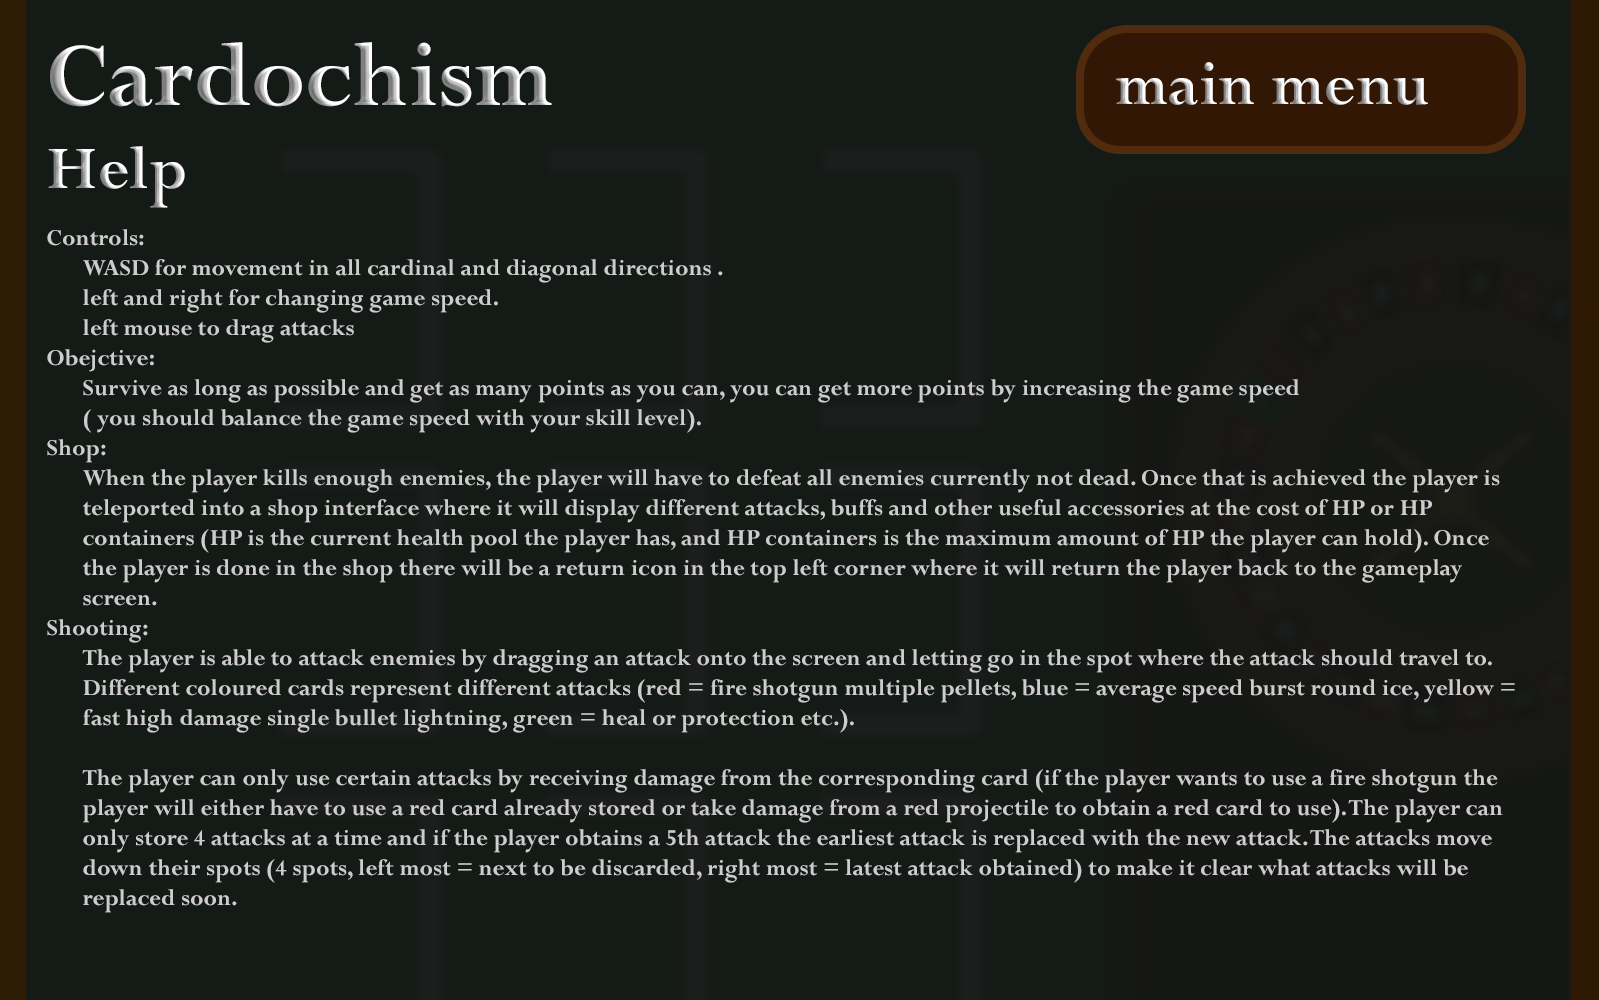 Cardochism
main menu
Help
Controls:
WASD for movement in all cardinal and diagonal directions .
left and right for changing game speed.
left mouse to drag attacks
Obejctive:
Survive as long as possible and get as many points as you can, you can get more points by increasing the game speed
( you should balance the game speed with your skill level).
Shop:
When the player kills enough enemies, the player will have to defeat all enemies currently not dead. Once that is achieved the player is
teleported into a shop interface where it will display different attacks, buffs and other useful accessories at the cost of HP or HP
containers (HP is the current health pool the player has, and HP containers is the maximum amount of HP the player can hold). Once
the player is done in the shop there will be a return icon in the top left corner where it will return the player back to the gameplay
screen.
Shooting:
The player is able to attack enemies by dragging an attack onto the screen and letting go in the spot where the attack should travel to.
Different coloured cards represent different attacks (red = fire shotgun multiple pellets, blue = average speed burst round ice, yellow =
fast high damage single bullet lightning, green = heal or protection etc.).
The player can only use certain attacks by receiving damage from the corresponding card (if the player wants to use a fire shotgun the
player will either have to use a red card already stored or take damage from a red projectile to obtain a red card to use). The player can
only store 4 attacks at a time and if the player obtains a 5th attack the earliest attack is replaced with the new attack. The attacks move
down their spots (4 spots, left most = next to be discarded, right most = latest attack obtained) to make it clear what attacks will be
replaced soon.